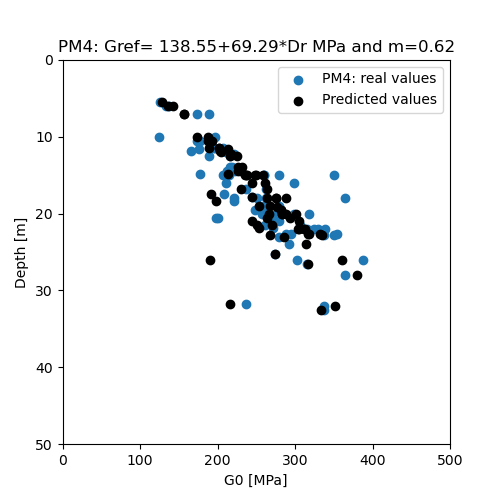 PM4: Gref= 138.55+69.29*Dr MPa and m=0.62
PM4: real values
Predicted values
0
10
20
30
40
50
Depth [m]
0 100 200 300 400 500
G0 [MPa]